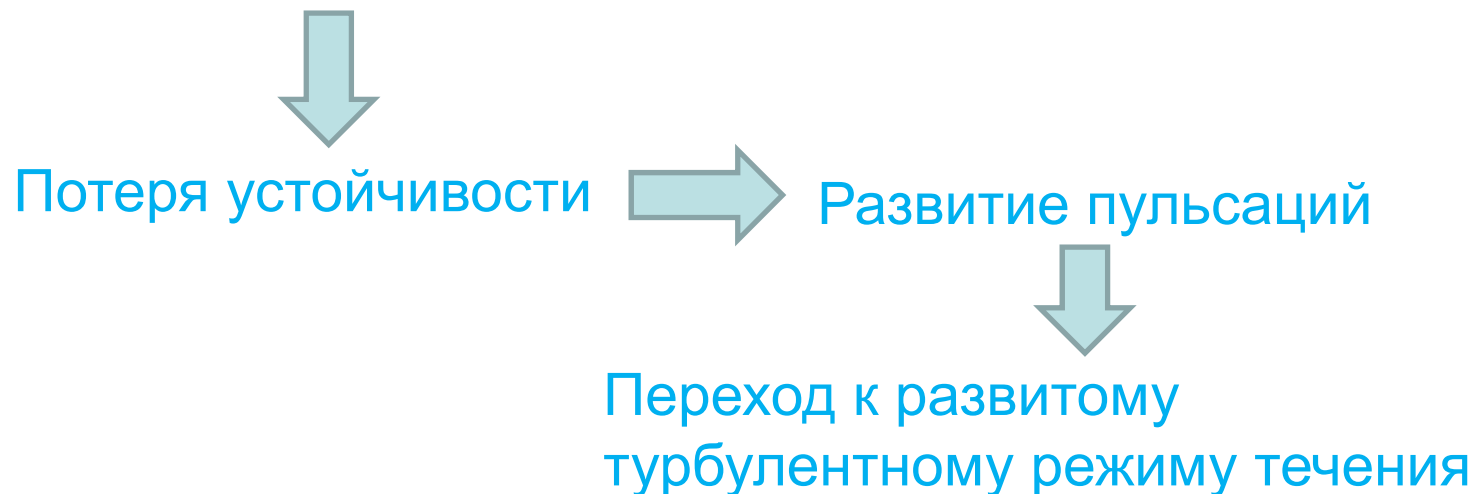 Потеря устойчивости
Развитие пульсаций
Переход к развитому
турбулентному режиму течения